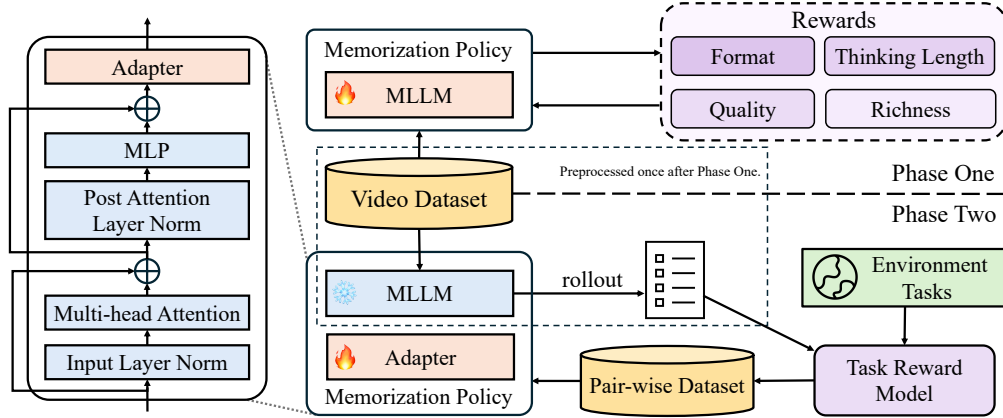 Adapter
MLP
Post Attention
Layer Norm
Multi-head Attention
Input Layer Norm
Memorization Policy
MLLM
Rewards
Format
Thinking Length
Quality
Richness
Preprocessed once after Phase One.
Video Dataset
Phase One
Phase Two
MLLM
rollout
Environment
Tasks
Adapter
Memorization Policy
Pair-wise Dataset
Task Reward
Model